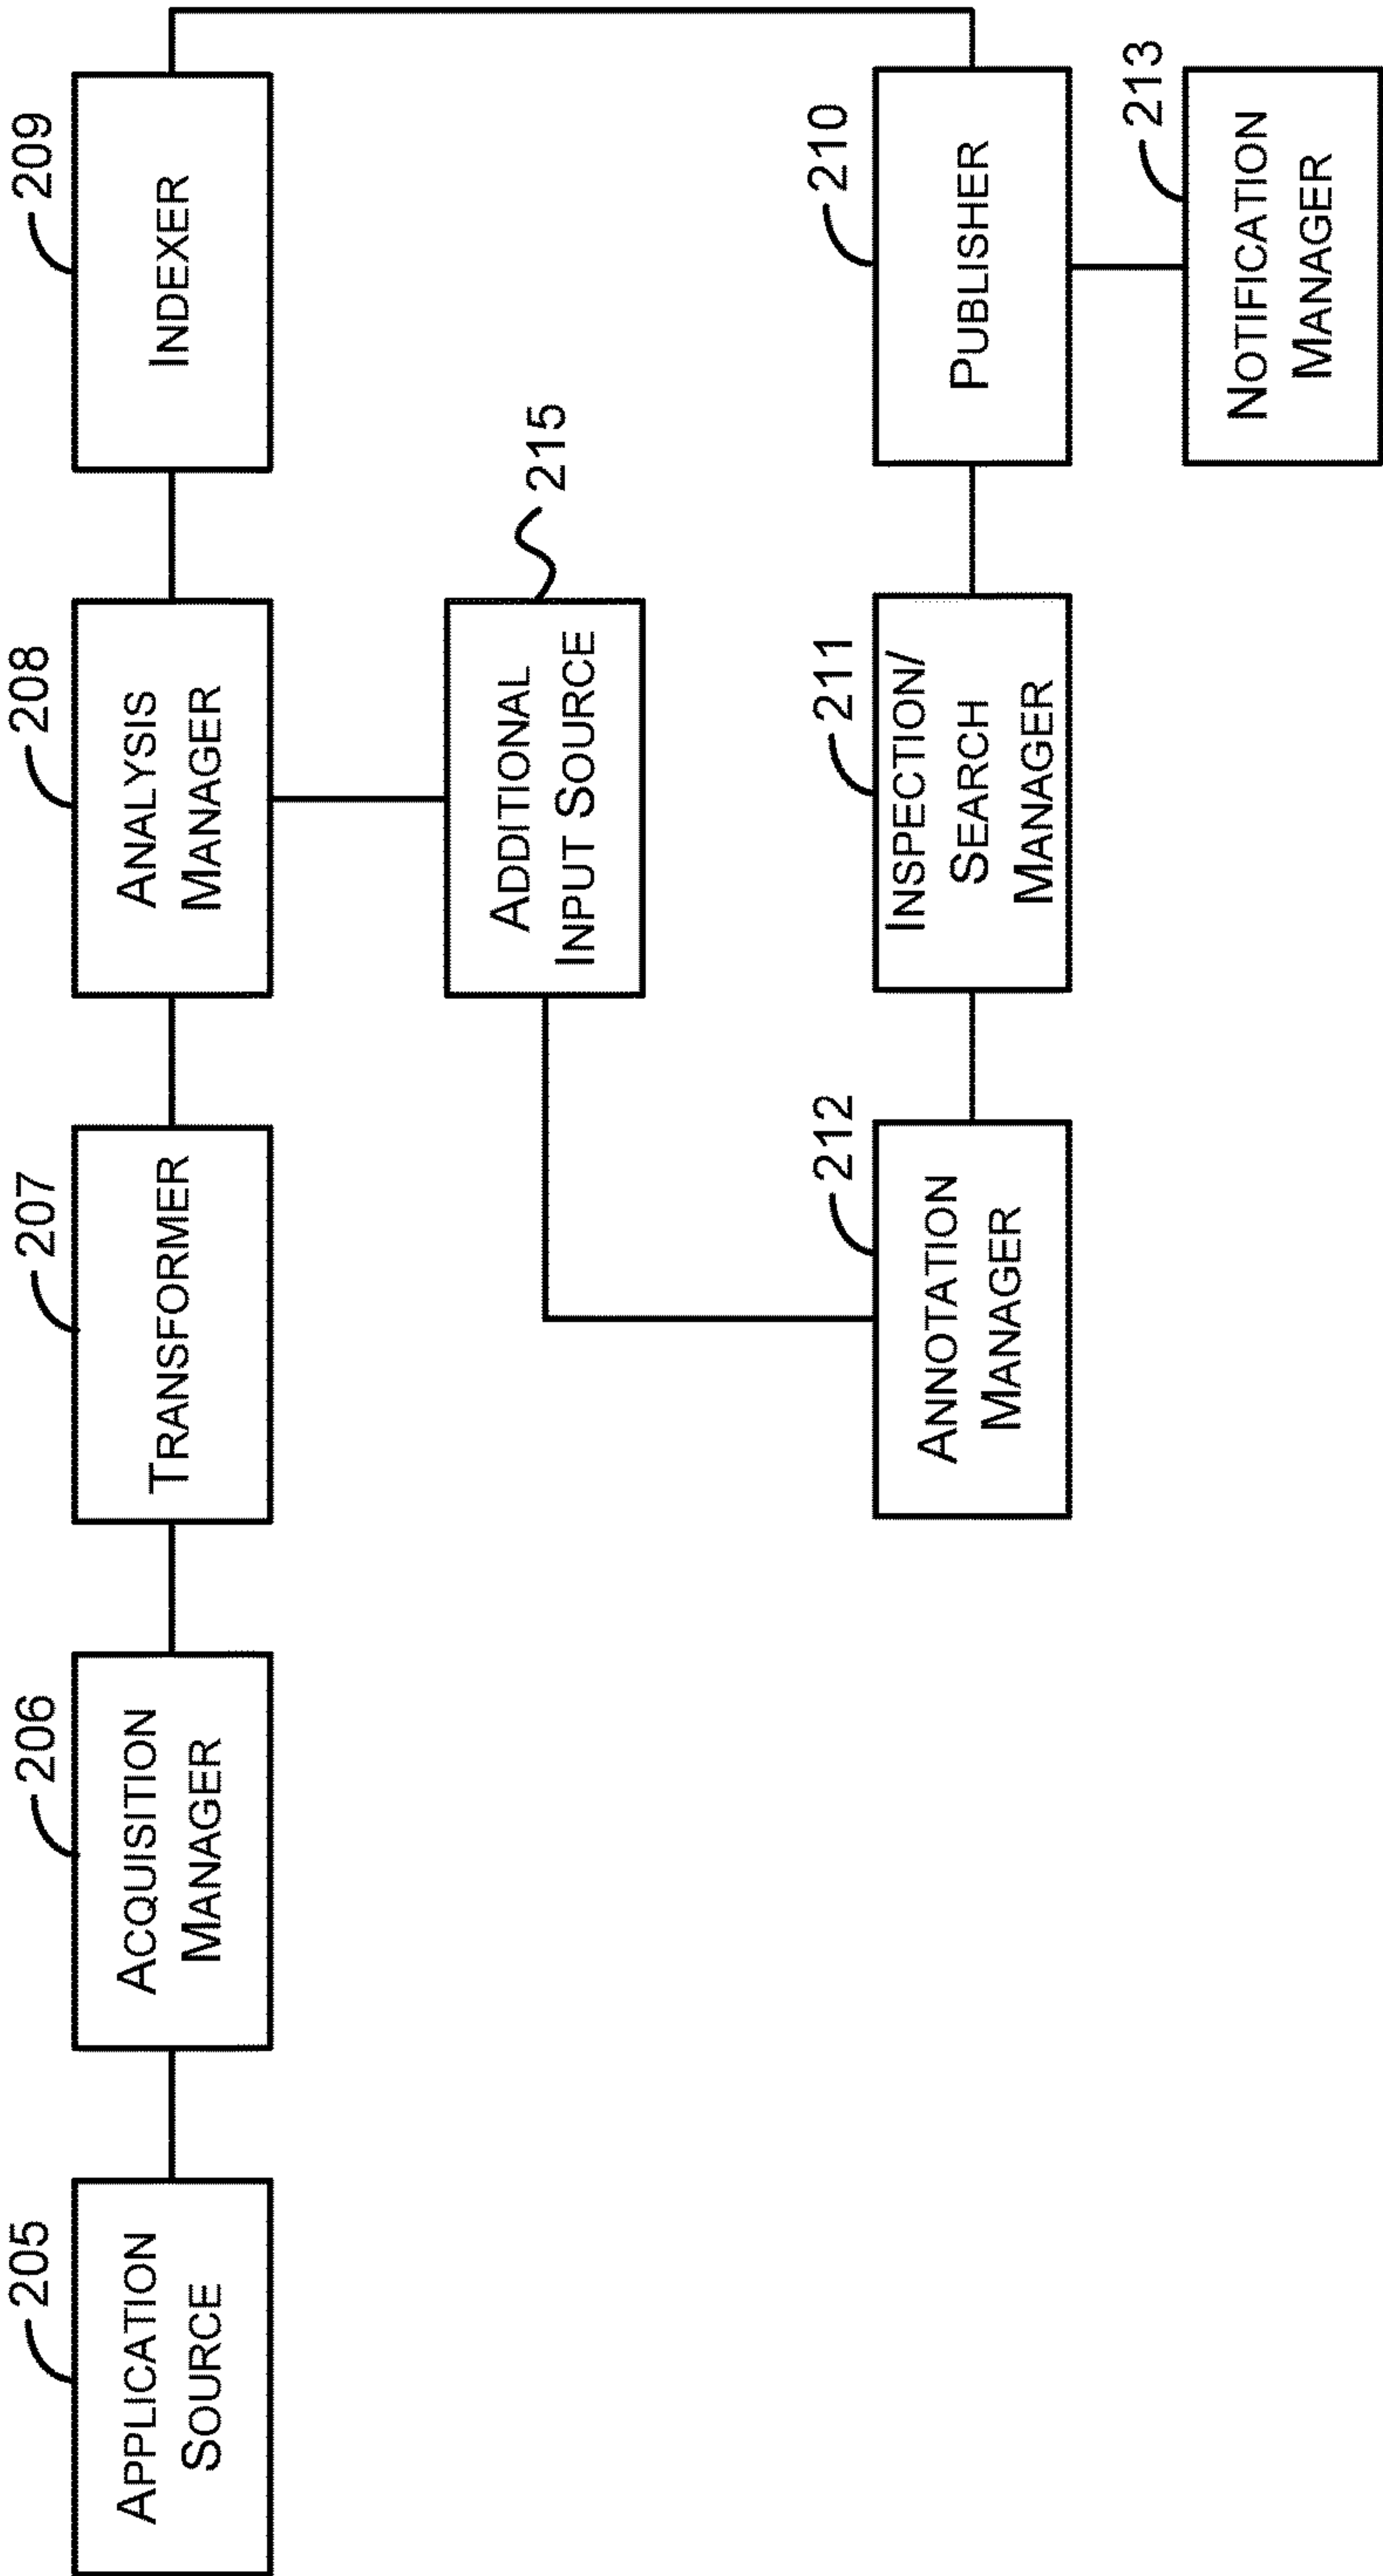 205
APPLICATION
SOURCE
206
ACQUISITION
MANAGER
207
TRANSFORMER
208
ANALYSIS
MANAGER
209
INDEXER
215
ADDITIONAL
INPUT SOURCE
212
ANNOTATION
MANAGER
211
INSPECTION/
SEARCH
MANAGER
210
PUBLISHER
213
NOTIFICATION
MANAGER